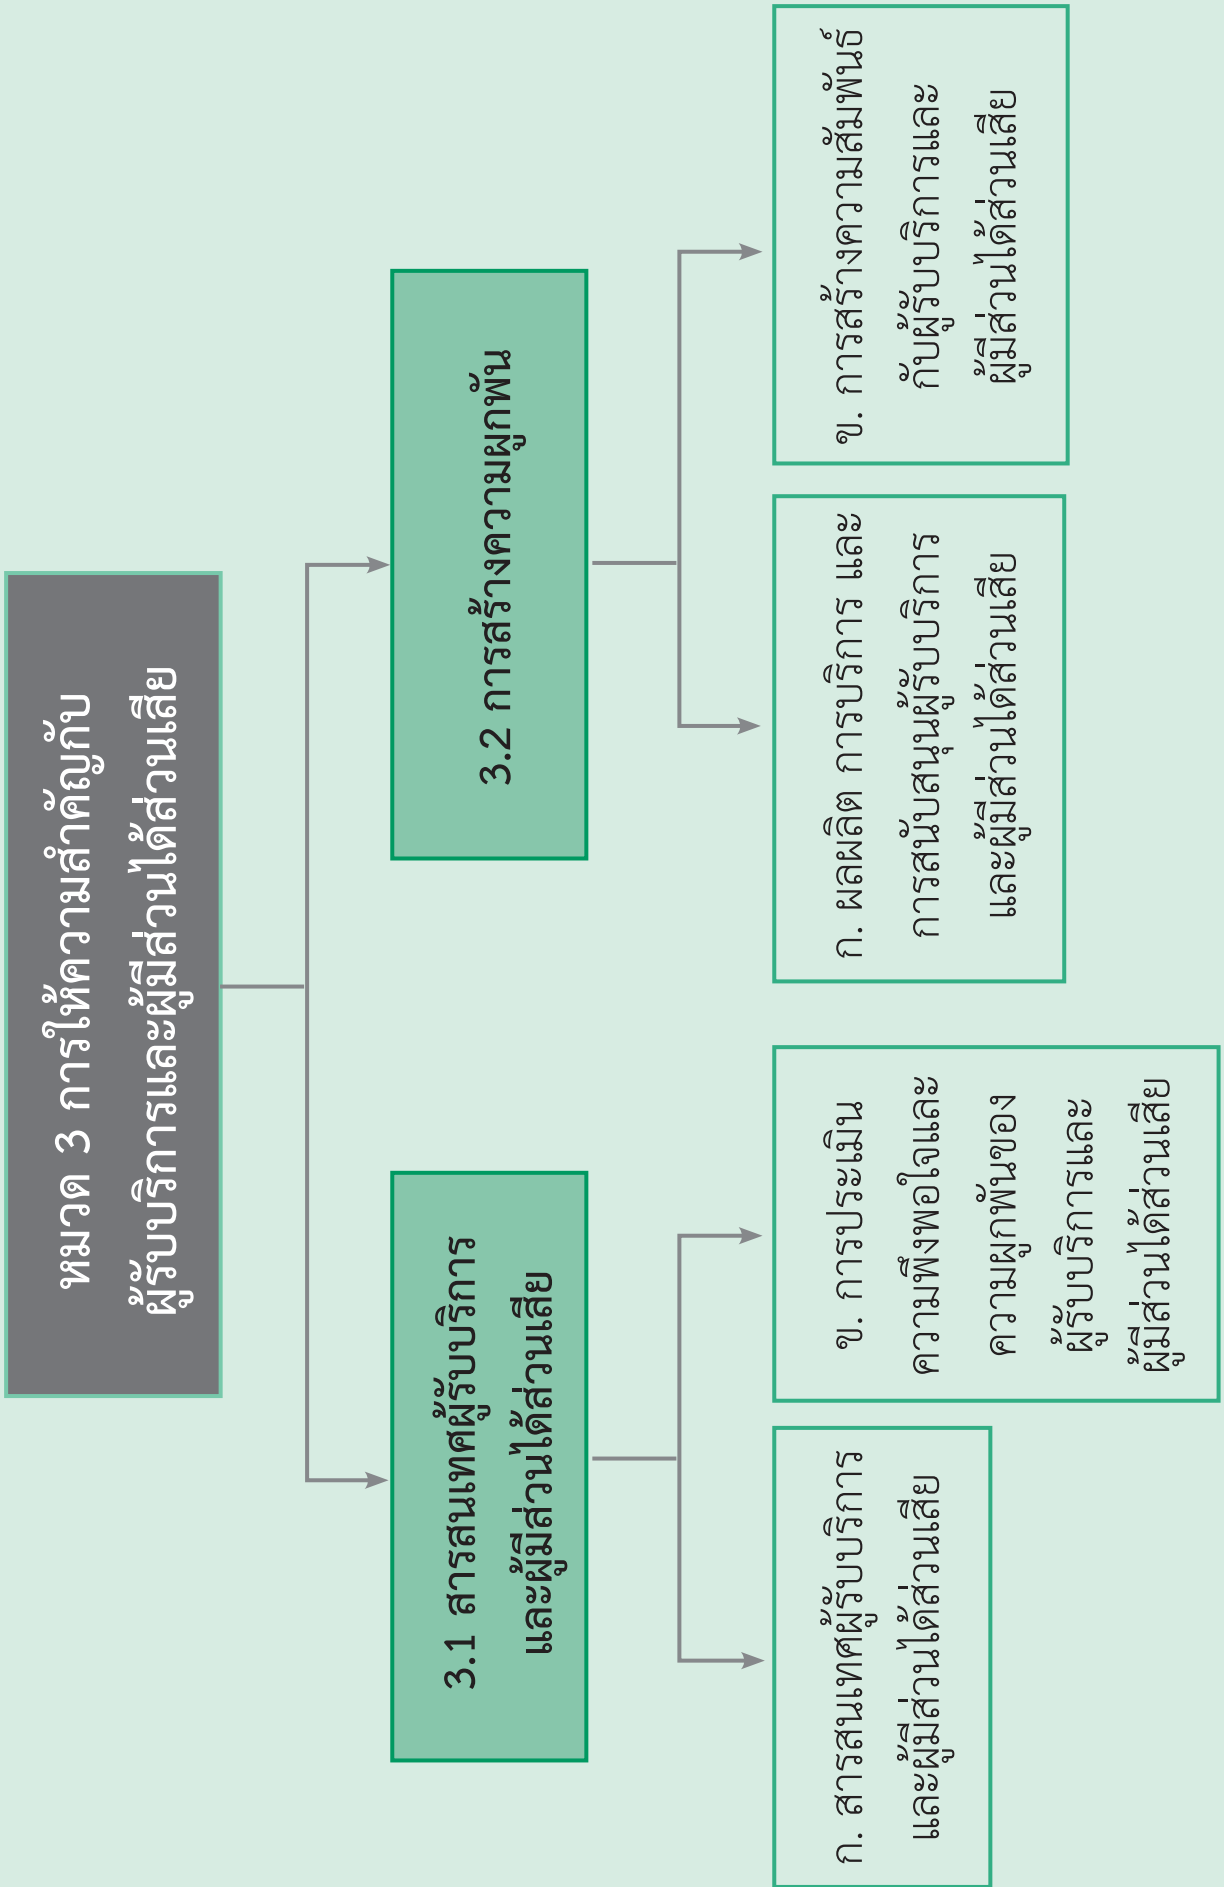 หมวด 3 การให้ความสำคัญกับ
ผู้รับบริการและผู้มีส่วนได้ส่วนเสีย
3.1 สารสนเทศผู้รับบริการ
และผู้มีส่วนได้ส่วนเสีย
3.2 การสร้างความผูกพัน
ก. สารสนเทศผู้รับบริการ
และผู้มีส่วนได้ส่วนเสีย
ข. การประเมิน
ความพึงพอใจและ
ความผูกพันของ
ผู้รับบริการและ
ผู้มีส่วนได้ส่วนเสีย
ก. ผลผลิต การบริการ และ
การสนับสนุนผู้รับบริการ
และผู้มีส่วนได้ส่วนเสีย
ข. การสร้างความสัมพันธ์
กับผู้รับบริการและ
ผู้มีส่วนได้ส่วนเสีย